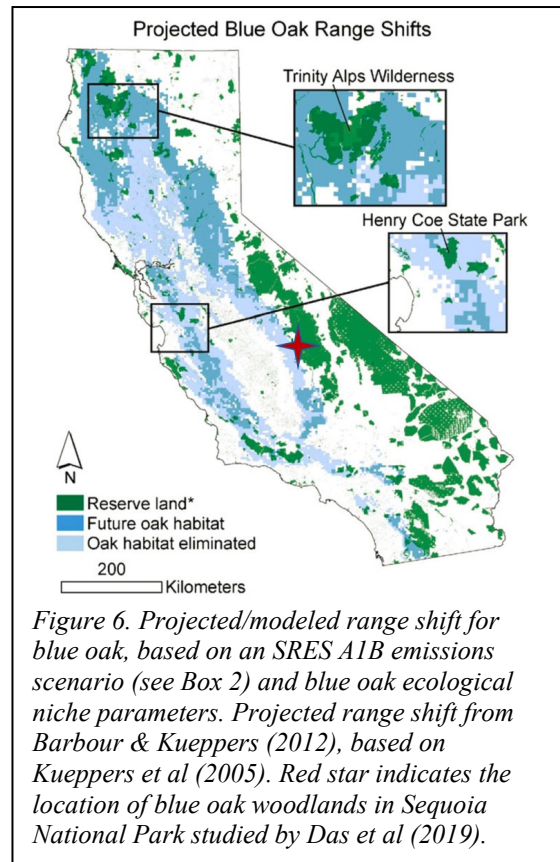 Projected Blue Oak Range Shifts
Trinity Alps Wilderness
Henry Coe State Park
N
Reserve land*
Future oak habitat
Oak habitat eliminated
200
Kilometers
Figure 6. Projected/modeled range shift for
blue oak, based on an SRES A1B emissions
scenario (see Box 2) and blue oak ecological
niche parameters. Projected range shift from
Barbour & Kueppers (2012), based on
Kueppers et al (2005). Red star indicates the
location of blue oak woodlands in Sequoia
National Park studied by Das et al (2019).